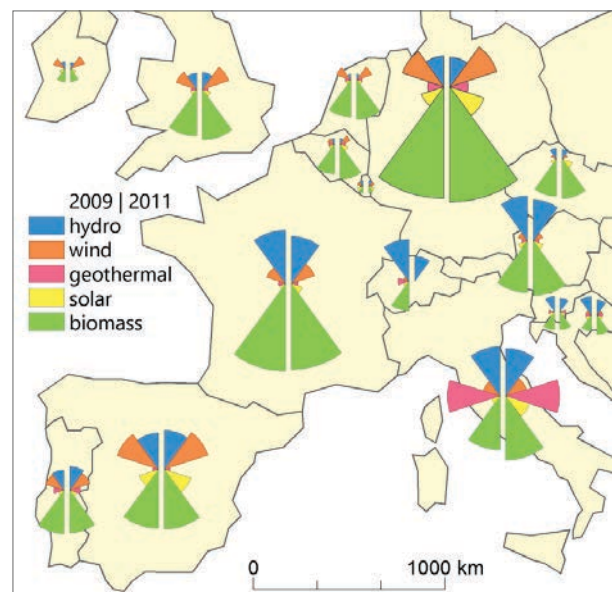 2009 | 2011
hydro
wind
geothermal
solar
biomass
0 1000 km